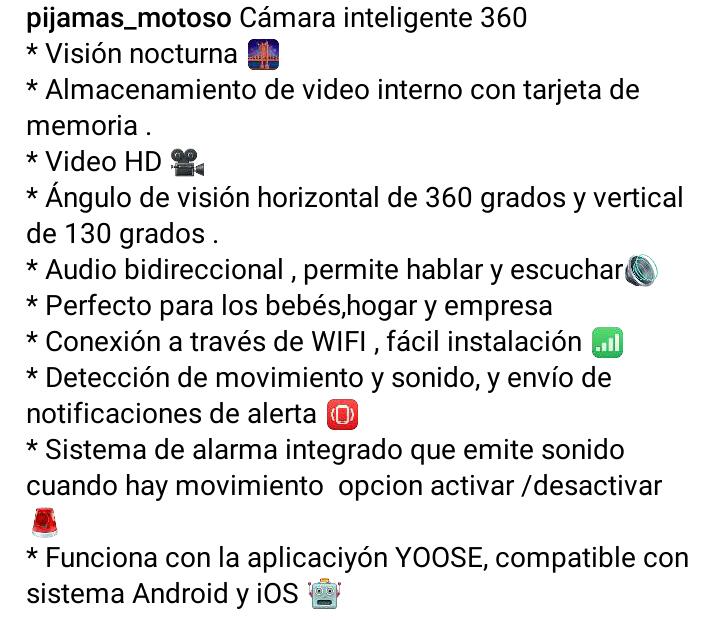 pijamas_motoso Cámara inteligente 360
* Visión nocturna 🌉
* Almacenamiento de video interno con tarjeta de
memoria .
* Video HD 🎥
* Ángulo de visión horizontal de 360 grados y vertical
de 130 grados .
* Audio bidireccional , permite hablar y escuchar🔊
* Perfecto para los bebés,hogar y empresa
* Conexión a través de WIFI , fácil instalación 📶
* Detección de movimiento y sonido, y envío de
notificaciones de alerta 📳
* Sistema de alarma integrado que emite sonido
cuando hay movimiento  opcion activar /desactivar
🚨
* Funciona con la aplicaciyón YOOSE, compatible con
sistema Android y iOS 🤖